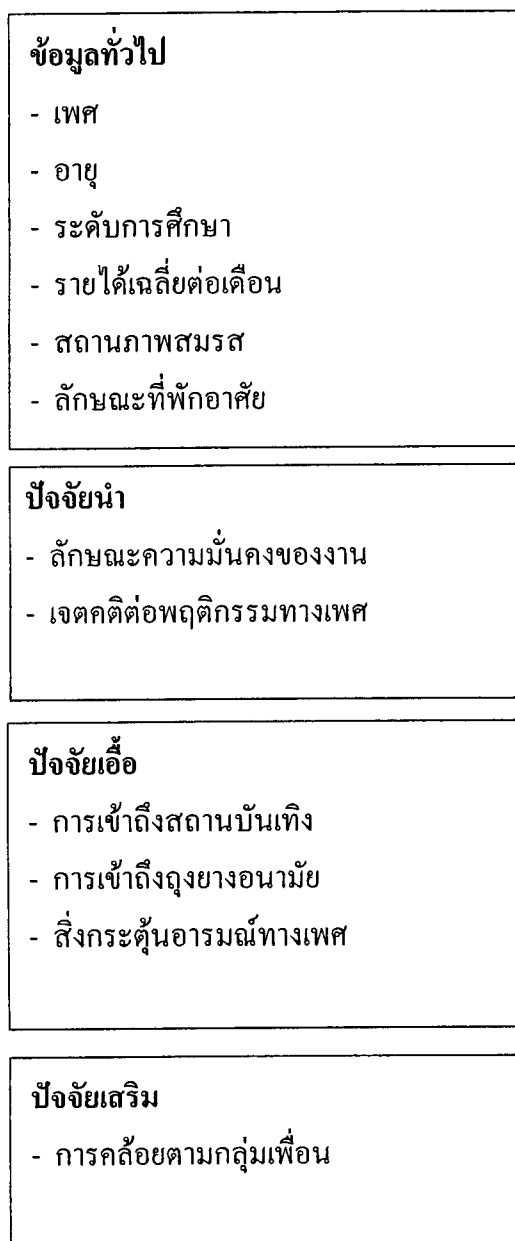 ข้อมูลทั่วไป
- เพศ
- อายุ
- ระดับการศึกษา
- รายได้เฉลี่ยต่อเดือน
- สถานภาพสมรส
- ลักษณะที่พักอาศัย
ปัจจัยนำ
- ลักษณะความมั่นคงของงาน
- เจตคติต่อพฤติกรรมทางเพศ
ปัจจัยเอื้อ
- การเข้าถึงสถานบันเทิง
- การเข้าถึงถุงยางอนามัย
- สิ่งกระตุ้นอารมณ์ทางเพศ
ปัจจัยเสริม
- การคล้อยตามกลุ่มเพื่อน